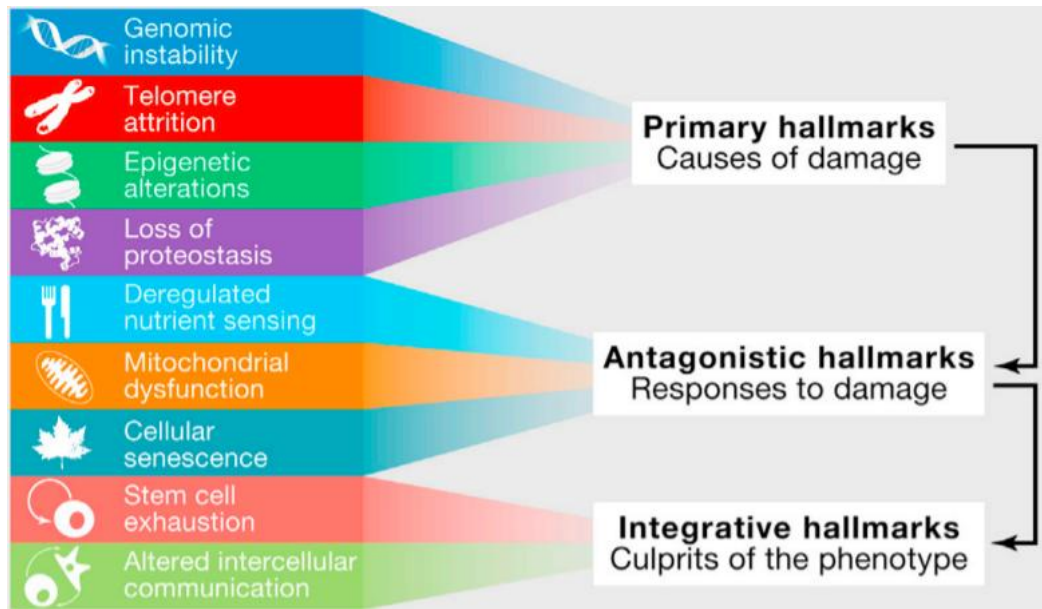 Genomic
instability
Telomere
attrition
Epigenetic
alterations
Loss of
proteostasis
Deregulated
nutrient sensing
Mitochondrial
dysfunction
Cellular
senescence
Stem cell
exhaustion
Altered intercellular
communication
Primary hallmarks
Causes of damage
Antagonistic hallmarks
Responses to damage
Integrative hallmarks
Culprits of the phenotype